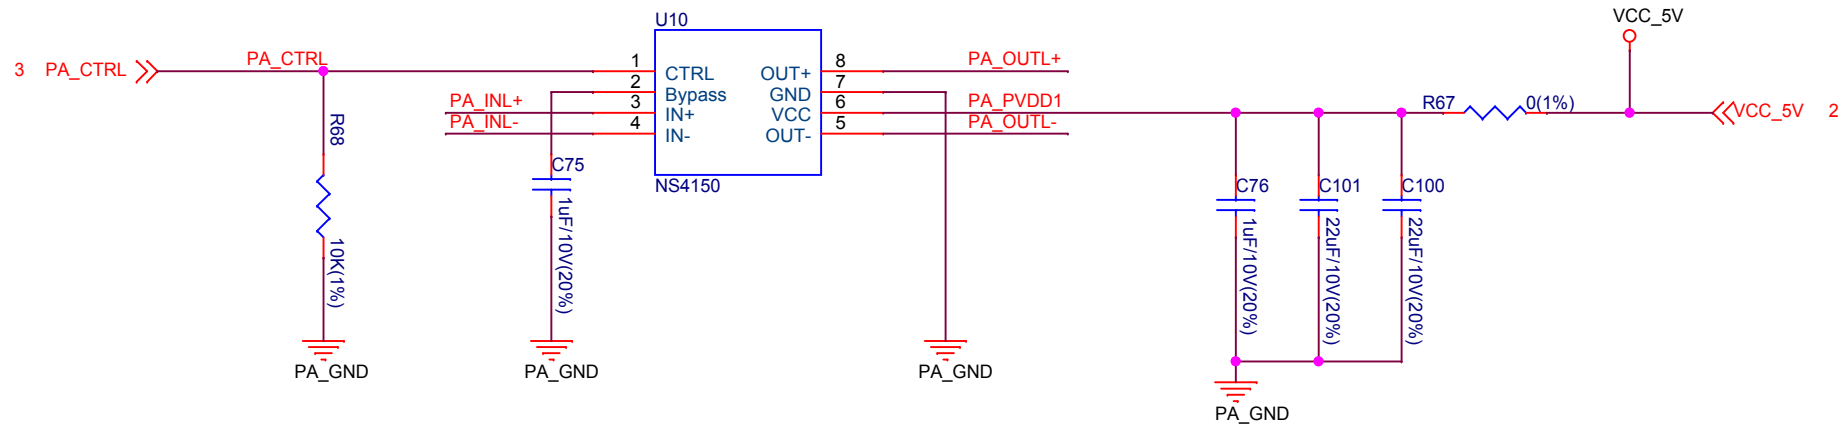 U10
VCC_5V
3 PA_CTRL
PA_CTRL
1
CTRL
2
Bypass
PA_INL+
3
IN+
PA_INL-
4
IN-
8
OUT+
PA_OUTL+
7
GND
6
VCC
PA_PVDD1
5
OUT-
PA_OUTL-
NS4150
R67
0(1%)
VCC_5V 2
R68
10K(1%)
C75
1uF/10V(20%)
C76
1uF/10V(20%)
C101
22uF/10V(20%)
C100
22uF/10V(20%)
PA_GND
PA_GND
PA_GND
PA_GND